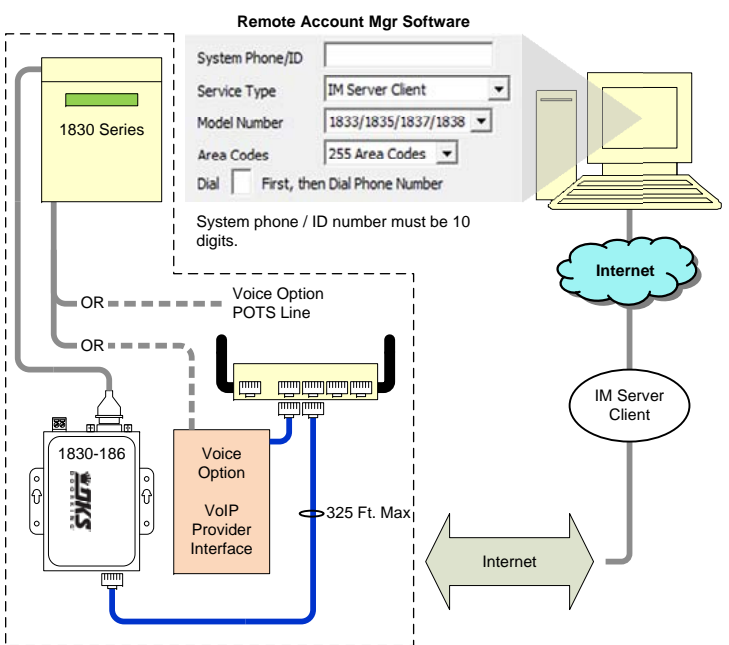 Remote Account Mgr Software
System Phone/ID
Service Type IM Server Client
Model Number 1833/1835/1837/1838
Area Codes 255 Area Codes
Dial First, then Dial Phone Number
System phone / ID number must be 10
digits.
1830 Series
OR
Voice Option
POTS Line
OR
Internet
IM Server
Client
1830-186
DKS
DOORKING
Voice
Option
VoIP
Provider
Interface
325 Ft. Max
Internet